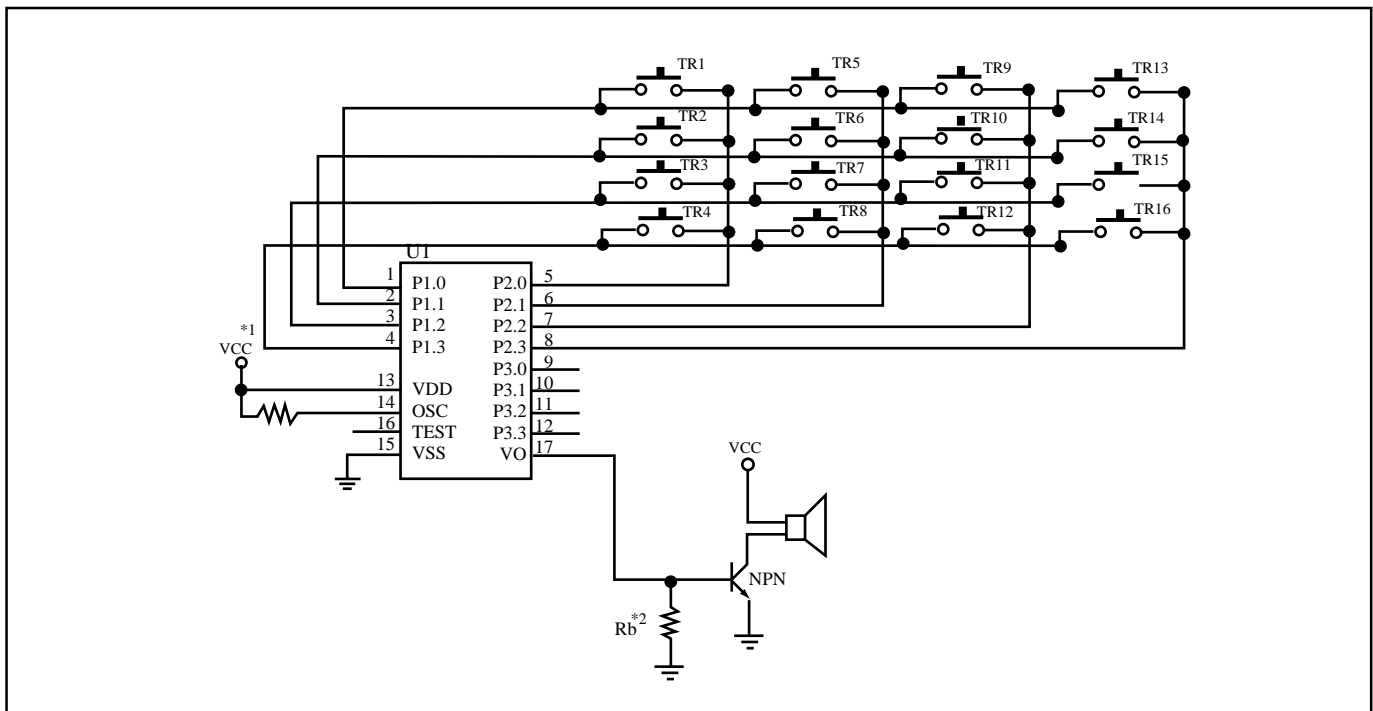 TR1 TR5 TR9 TR13
TR2 TR6 TR10 TR14
TR3 TR7 TR11 TR15
TR4 TR8 TR12 TR16
U1
1 P1.0 P2.0 5
2 P1.1 P2.1 6
3 P1.2 P2.2 7
4 P1.3 P2.3 8
*1
VCC
P3.0 9
13 VDD P3.1 10
14 OSC P3.2 11
16 TEST P3.3 12
15 VSS VO 17
VCC
NPN
Rb*2